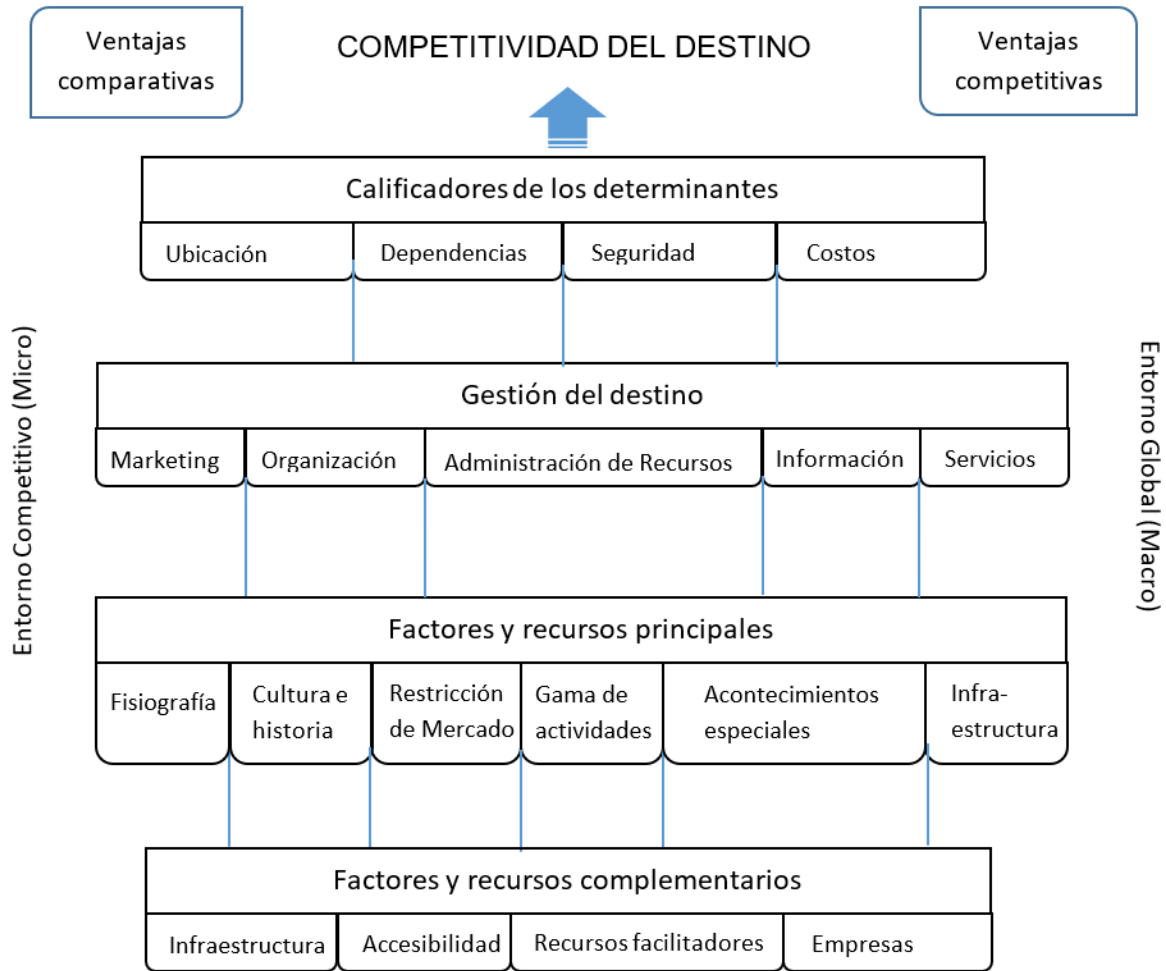 Ventajas
comparativas
COMPETITIVIDAD DEL DESTINO
Ventajas
competitivas
Calificadores de los determinantes
Ubicación
Dependencias
Seguridad
Costos
Entorno Competitivo (Micro)
Entorno Global (Macro)
Gestión del destino
Marketing
Organización
Administración de Recursos
Información
Servicios
Factores y recursos principales
Fisiografía
Cultura e
historia
Restricción
de Mercado
Gama de
actividades
Acontecimientos
especiales
Infra-
estructura
Factores y recursos complementarios
Infraestructura
Accesibilidad
Recursos facilitadores
Empresas